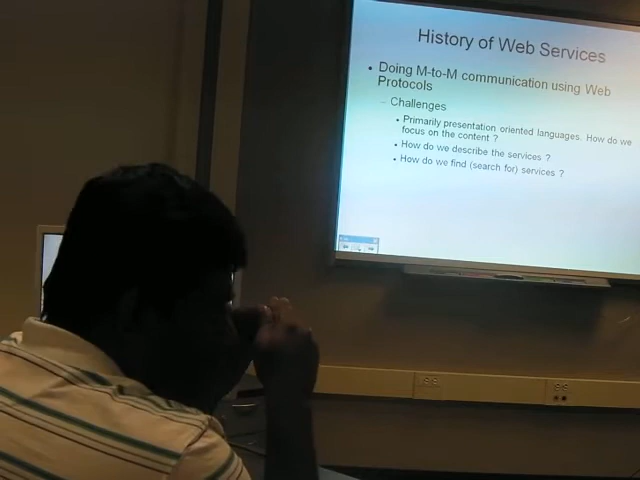 History of Web Services
• Doing M-to-M communication using Web
Protocols
– Challenges
• Primarily presentation oriented languages. How do we
focus on the content ?
• How do we describe the services ?
• How do we find (search for) services ?